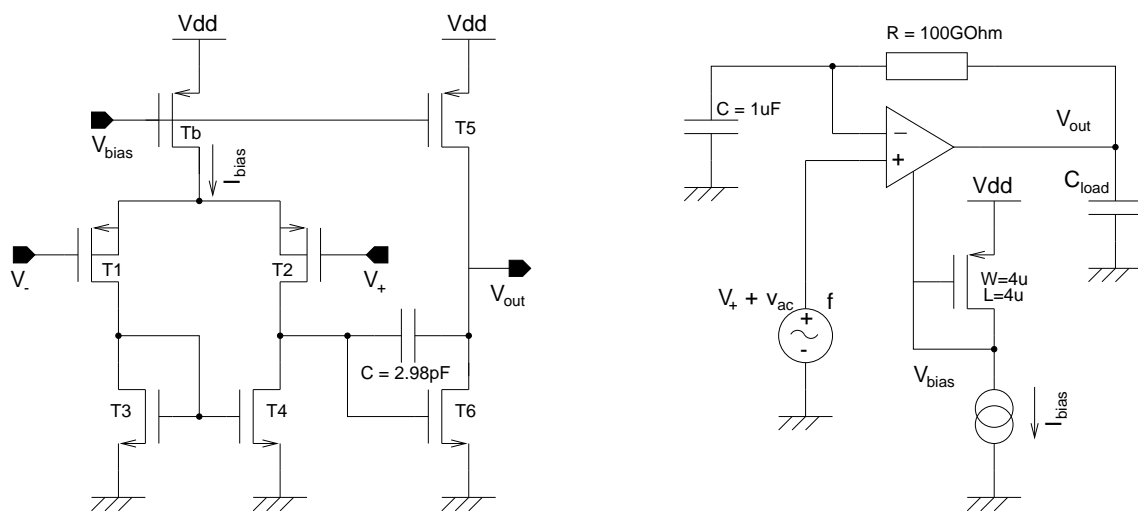 Vdd
Vdd
Tb
T5
Vbias
Ibias
T1
T2
V-
V+
Vout
C = 2.98pF
T3
T4
T6
R = 100GOhm
C = 1uF
−
+
Vout
Vdd
Cload
W=4u
L=4u
V+ + vac
f
+
-
Vbias
Ibias